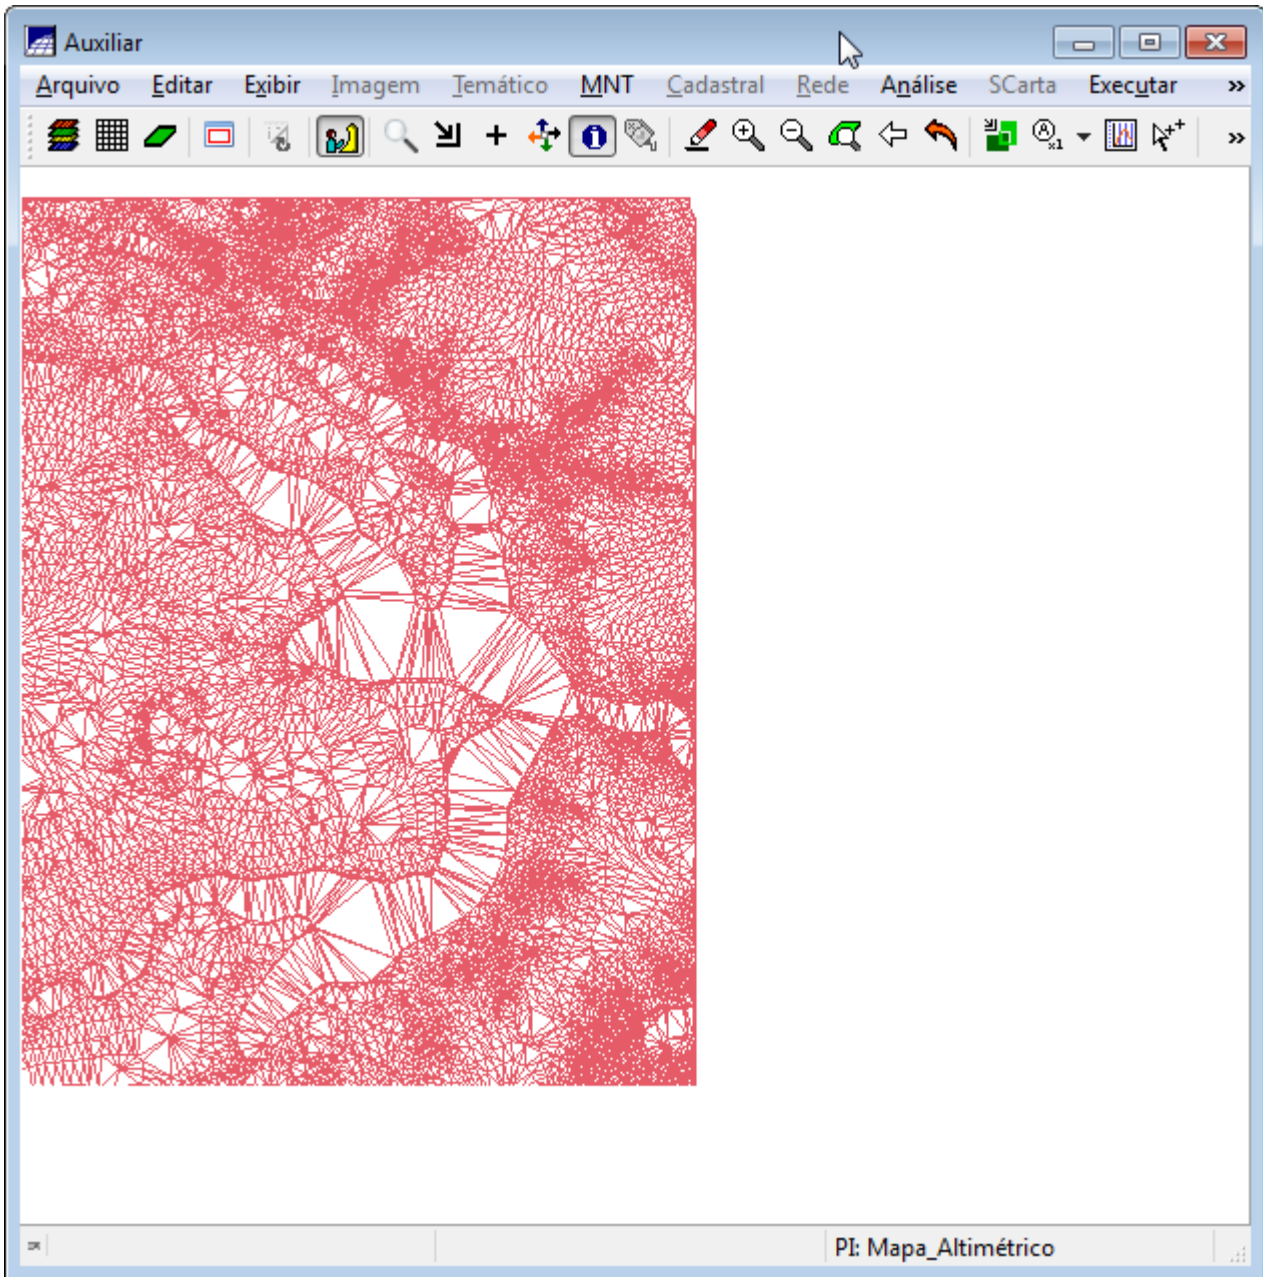 Auxiliar
Arquivo Editar Exibir Imagem Temático MNT Cadastral Rede Análise SCarta Executar »
»
PI: Mapa_Altimétrico